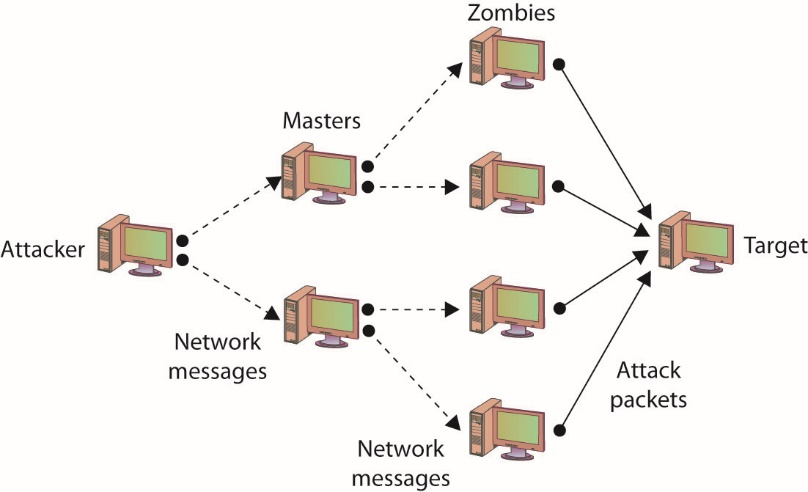 Zombies
Masters
Attacker
Target
Network
messages
Attack
packets
Network
messages